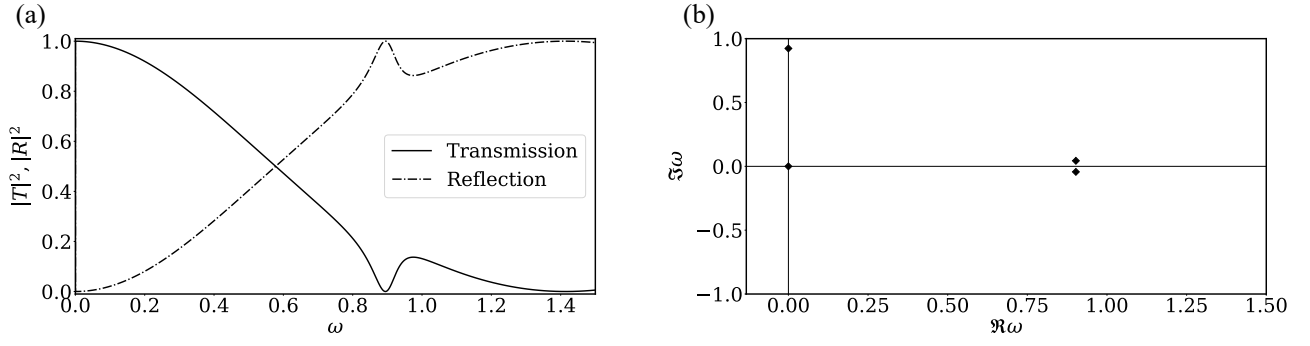 (a)
1.0
0.8
0.6
0.4
0.2
0.0
|T|², |R|²
Transmission
Reflection
0.0 0.2 0.4 0.6 0.8 1.0 1.2 1.4
ω
(b)
1.0
0.5
0.0
−0.5
−1.0
ℑω
0.00 0.25 0.50 0.75 1.00 1.25 1.50
ℜω